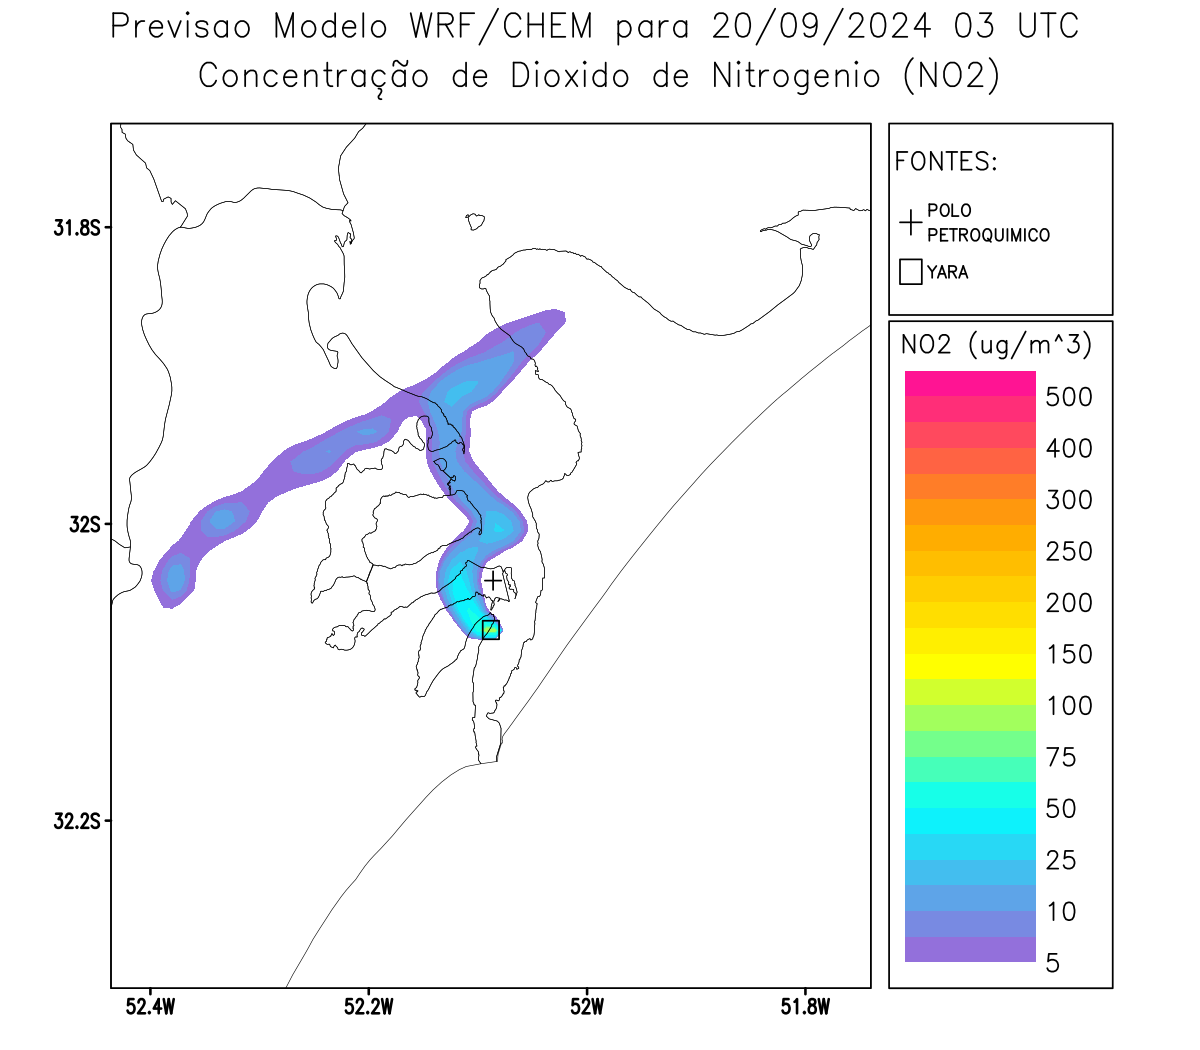 Previsao Modelo WRF/CHEM para 20/09/2024 03 UTC
Concentração de Dioxido de Nitrogenio (NO2)
FONTES:
POLO
PETROQUIMICO
YARA
NO2 (ug/m^3)
500
400
300
250
200
150
100
75
50
25
10
5
31.8S
32S
32.2S
52.4W
52.2W
52W
51.8W